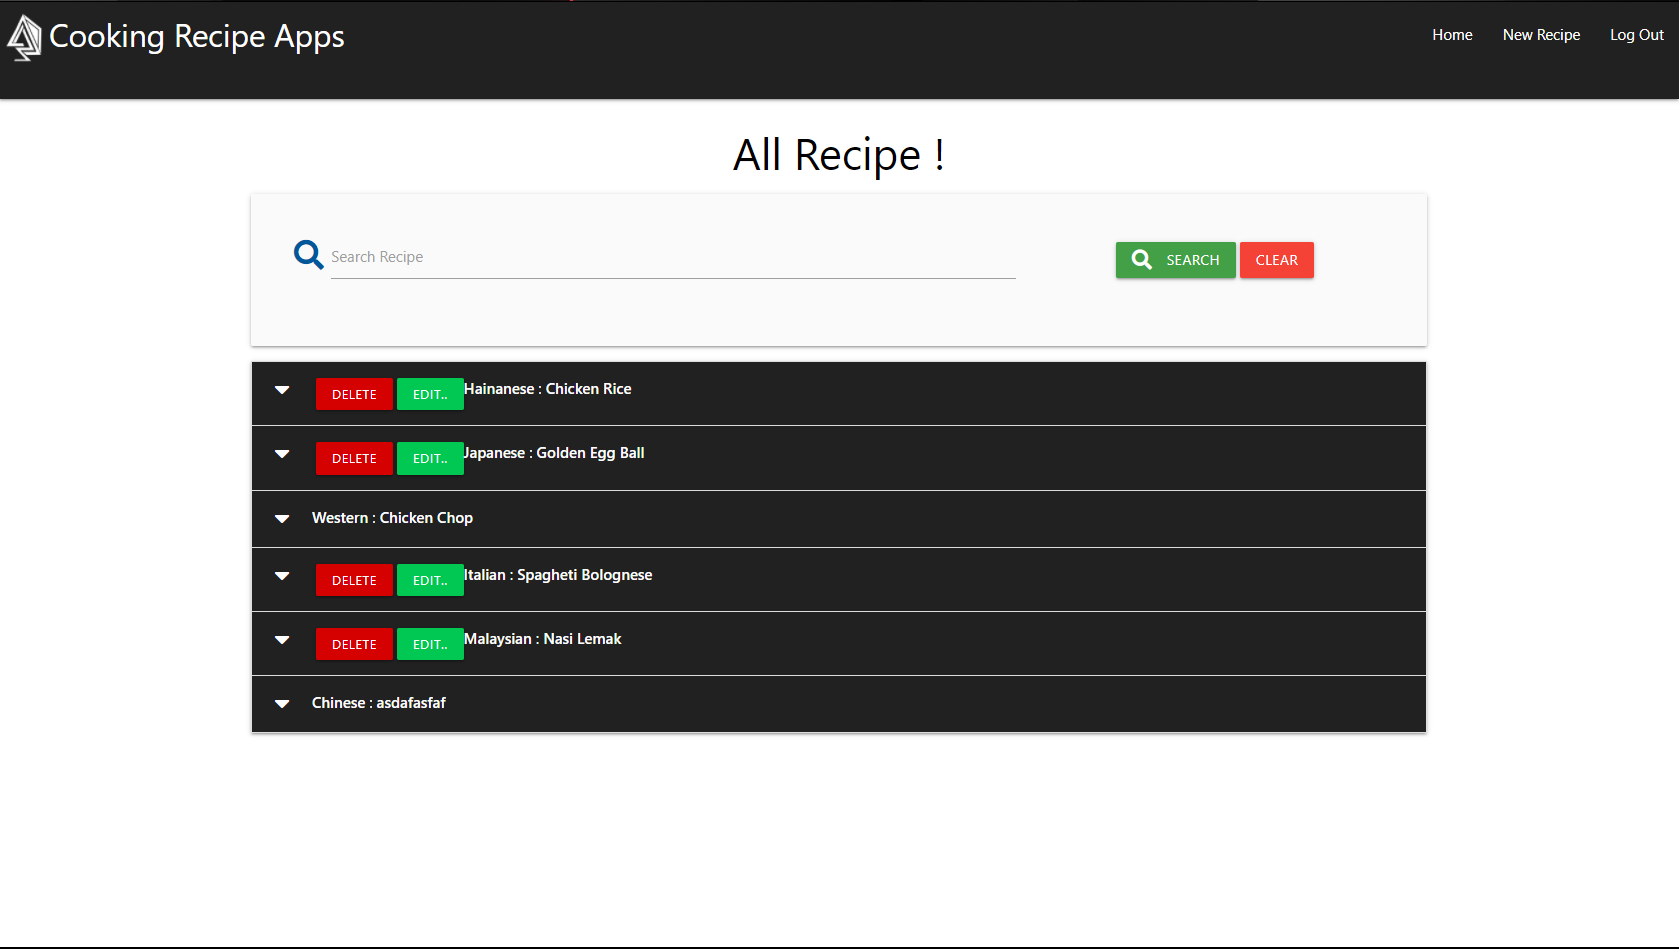 Cooking Recipe Apps
Home New Recipe Log Out
All Recipe !
Search Recipe SEARCH CLEAR
DELETE EDIT.. Hainanese : Chicken Rice
DELETE EDIT.. Japanese : Golden Egg Ball
Western : Chicken Chop
DELETE EDIT.. Italian : Spagheti Bolognese
DELETE EDIT.. Malaysian : Nasi Lemak
Chinese : asdafasfaf